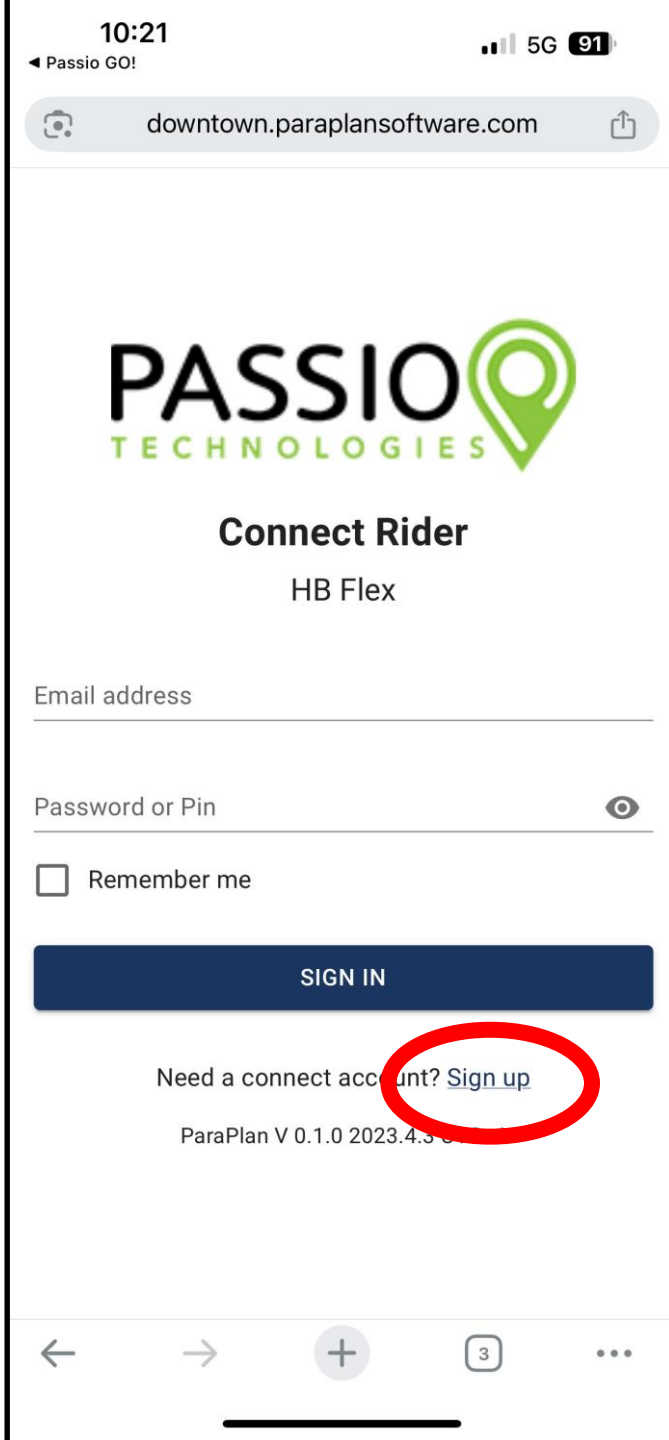 10:21
5G 91
◀ Passio GO!
downtown.paraplansoftware.com
PASSIO
TECHNOLOGIES
Connect Rider
HB Flex
Email address
Password or Pin
Remember me
SIGN IN
Need a connect account? Sign up
ParaPlan V 0.1.0 2023.4.3
3